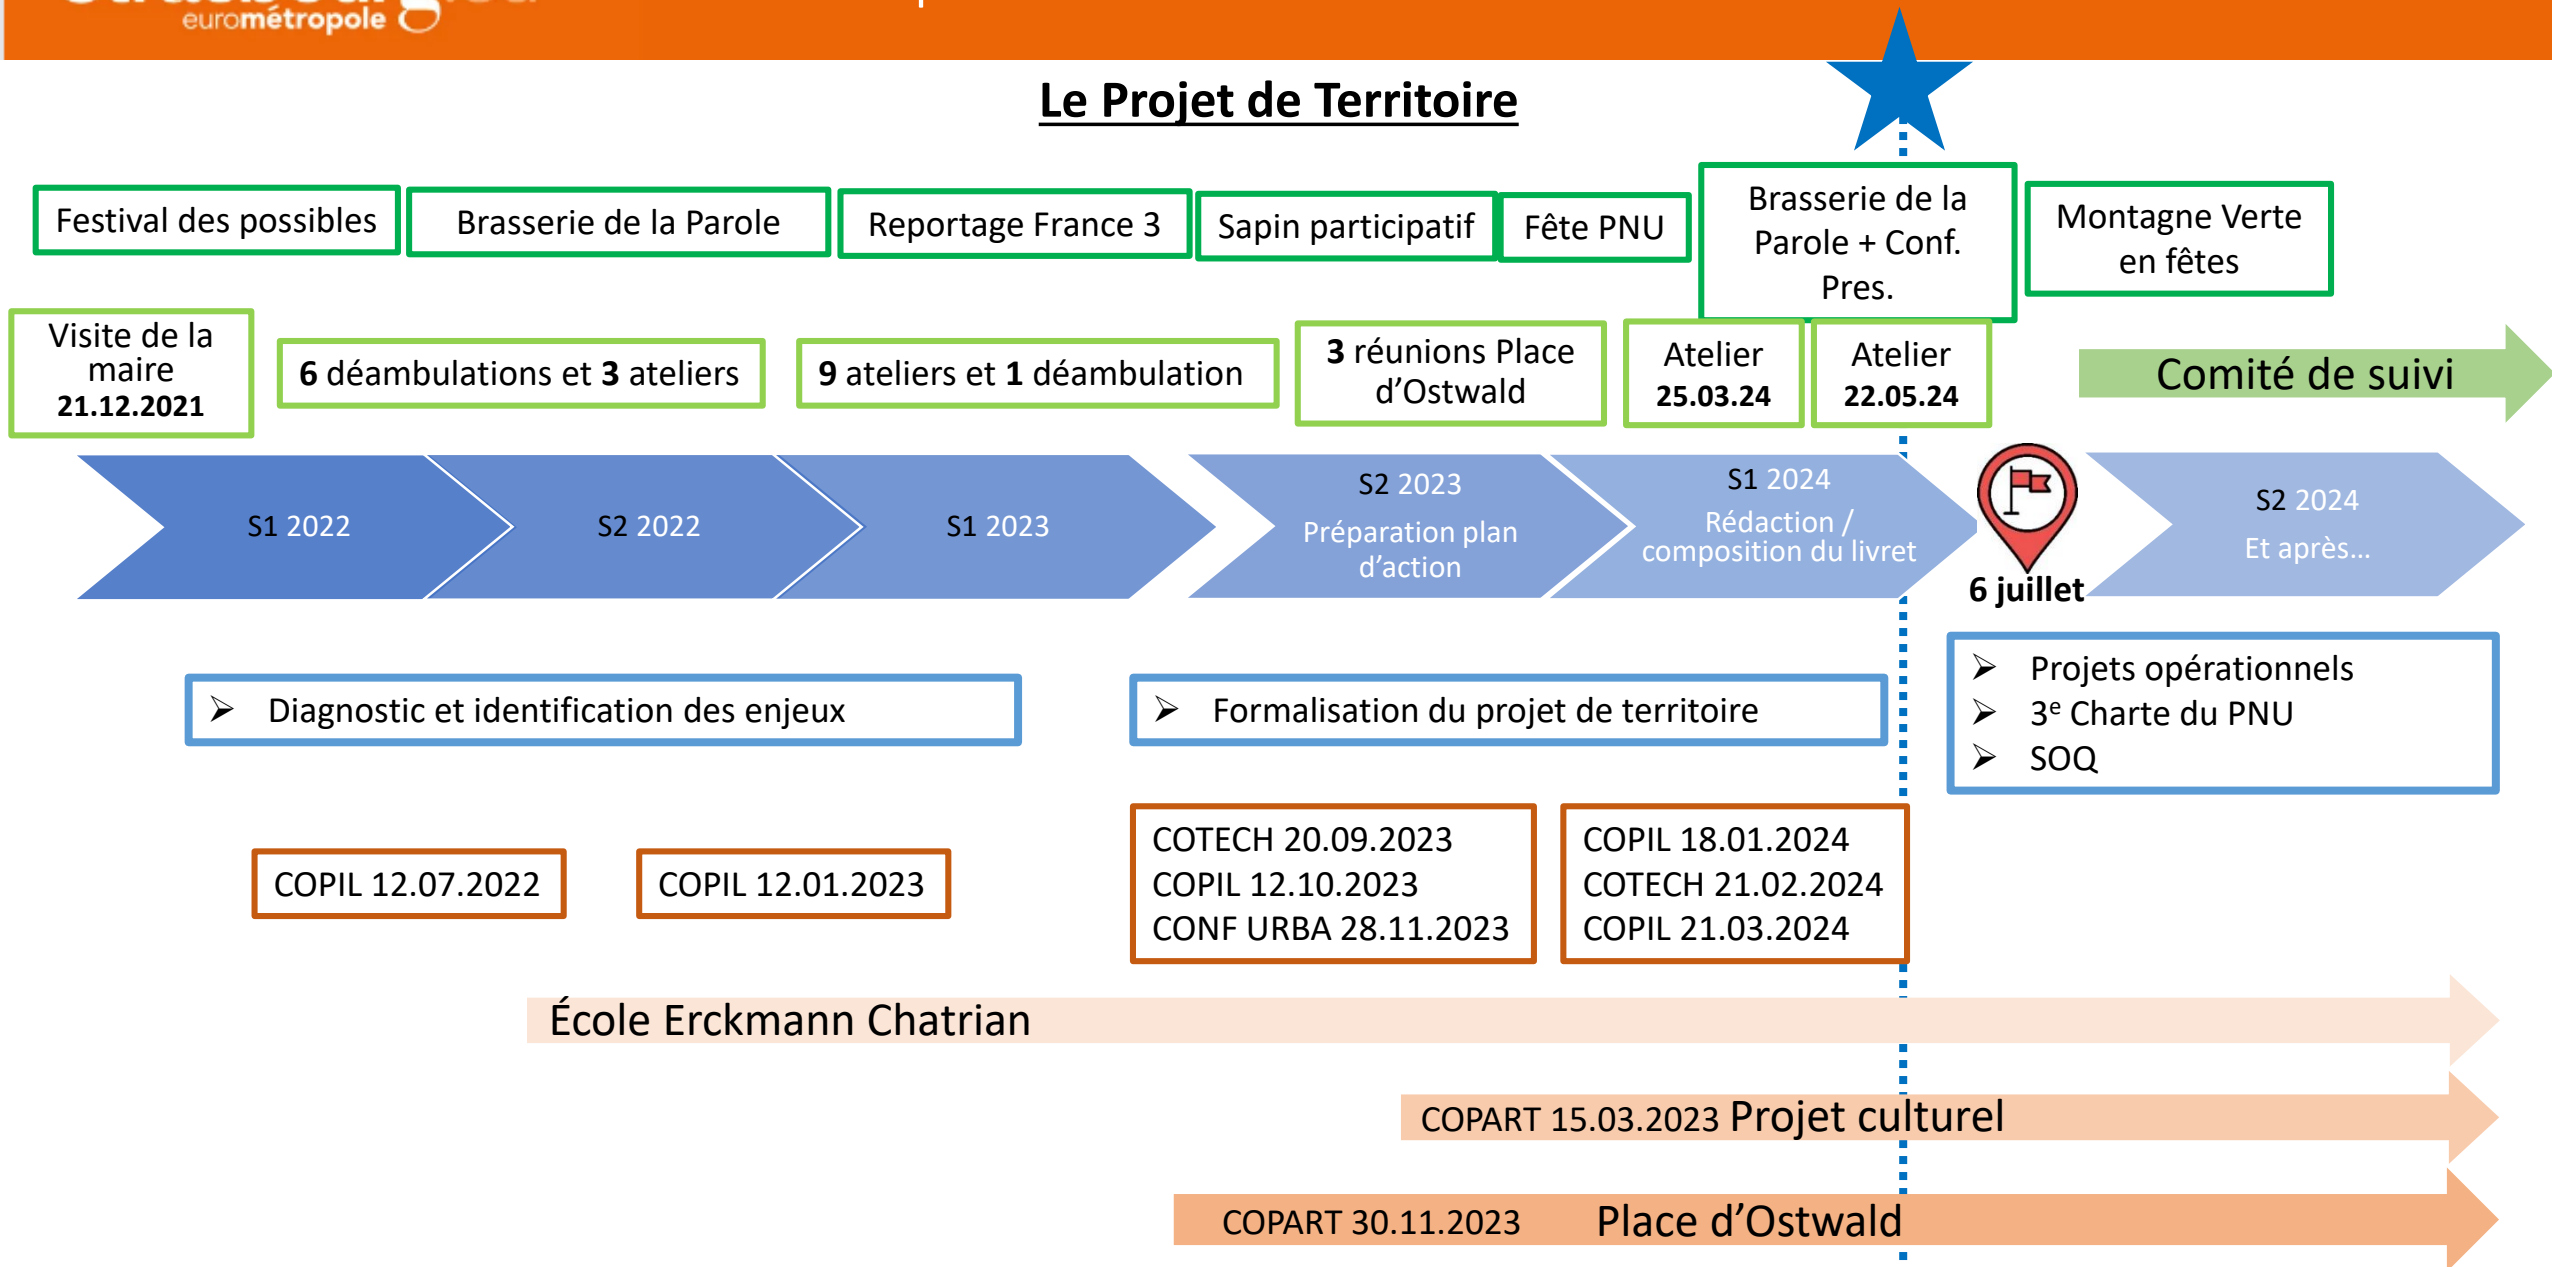 eurométropole
Le Projet de Territoire
Festival des possibles
Brasserie de la Parole
Reportage France 3
Sapin participatif
Fête PNU
Brasserie de la
Parole + Conf.
Pres.
Montagne Verte
en fêtes
Visite de la
maire
21.12.2021
6 déambulations et 3 ateliers
9 ateliers et 1 déambulation
3 réunions Place
d’Ostwald
Atelier
25.03.24
Atelier
22.05.24
Comité de suivi
S1 2022
S2 2022
S1 2023
S2 2023
Préparation plan
d’action
S1 2024
Rédaction /
composition du livret
6 juillet
S2 2024
Et après...
➢ Diagnostic et identification des enjeux
➢ Formalisation du projet de territoire
➢ Projets opérationnels
➢ 3e Charte du PNU
➢ SOQ
COPIL 12.07.2022
COPIL 12.01.2023
COTECH 20.09.2023
COPIL 12.10.2023
CONF URBA 28.11.2023
COPIL 18.01.2024
COTECH 21.02.2024
COPIL 21.03.2024
École Erckmann Chatrian
COPART 15.03.2023 Projet culturel
COPART 30.11.2023 Place d’Ostwald